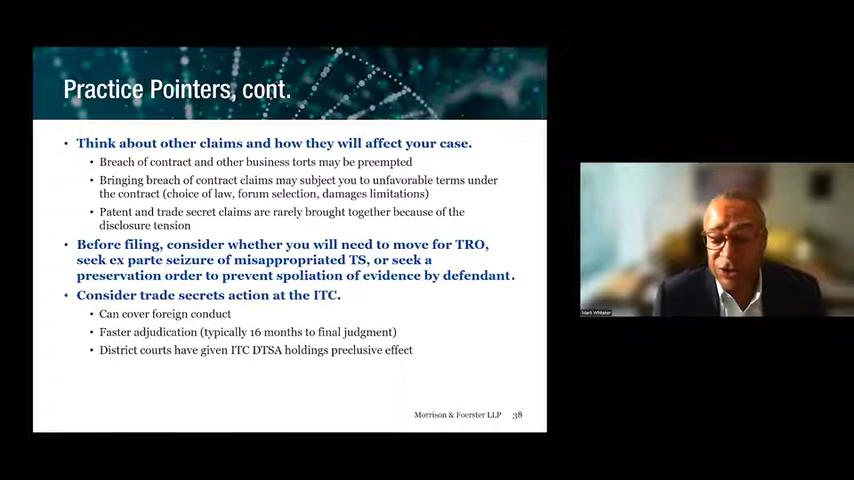 Practice Pointers, cont.
• Think about other claims and how they will affect your case.
• Breach of contract and other business torts may be preempted
• Bringing breach of contract claims may subject you to unfavorable terms under
the contract (choice of law, forum selection, damages limitations)
• Patent and trade secret claims are rarely brought together because of the
disclosure tension
• Before filing, consider whether you will need to move for TRO,
seek ex parte seizure of misappropriated TS, or seek a
preservation order to prevent spoliation of evidence by defendant.
• Consider trade secrets action at the ITC.
• Can cover foreign conduct
• Faster adjudication (typically 16 months to final judgment)
• District courts have given ITC DTSA holdings preclusive effect
Morrison & Foerster LLP 38
Mark Whitaker